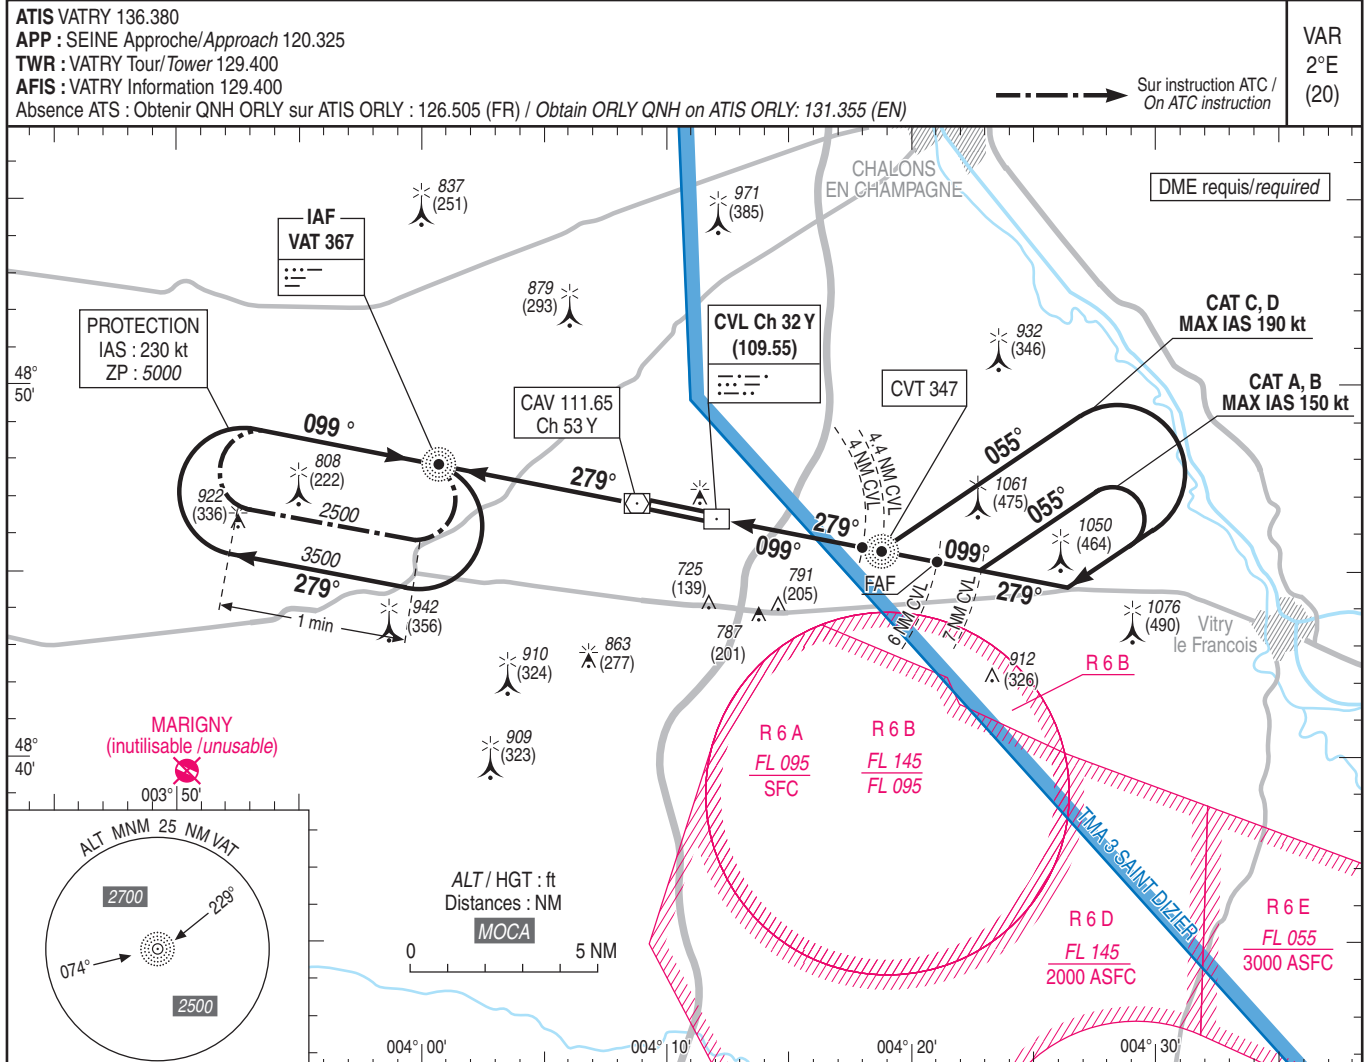 ATIS VATRY 136.380
APP : SEINE Approche/Approach 120.325
TWR : VATRY Tour/Tower 129.400
AFIS : VATRY Information 129.400
Absence ATS : Obtenir QNH ORLY sur ATIS ORLY : 126.505 (FR) / Obtain ORLY QNH on ATIS ORLY: 131.355 (EN)
Sur instruction ATC /
On ATC instruction
VAR
2°E
(20)
DME requis/required
CHALONS
EN CHAMPAGNE
837
(251)
971
(385)
IAF
VAT 367
879
(293)
932
(346)
CAT C, D
MAX IAS 190 kt
CAT A, B
MAX IAS 150 kt
PROTECTION
IAS : 230 kt
ZP : 5000
CVL Ch 32 Y
(109.55)
CAV 111.65
Ch 53 Y
CVT 347
48°
50'
099 °
279°
808
(222)
922
(336)
2500
3500
279°
1 min
942
(356)
4 NM CVL
4.4 NM CVL
055°
1061
(475)
055°
1050
(464)
279°
099°
099°
279°
FAF
6 NM CVL
7 NM CVL
725
(139)
791
(205)
787
(201)
863
(277)
910
(324)
909
(323)
912
(326)
1076
(490)
Vitry
le Francois
R 6 B
R 6 A
FL 095
SFC
R 6 B
FL 145
FL 095
MARIGNY
(inutilisable /unusable)
48°
40'
003° 50'
ALT MNM 25 NM VAT
2700
229°
074°
2500
ALT / HGT : ft
Distances : NM
MOCA
0
5 NM
TMA 3 SAINT DIZIER
R 6 D
FL 145
2000 ASFC
R 6 E
FL 055
3000 ASFC
004° 00'
004° 10'
004° 20'
004° 30'